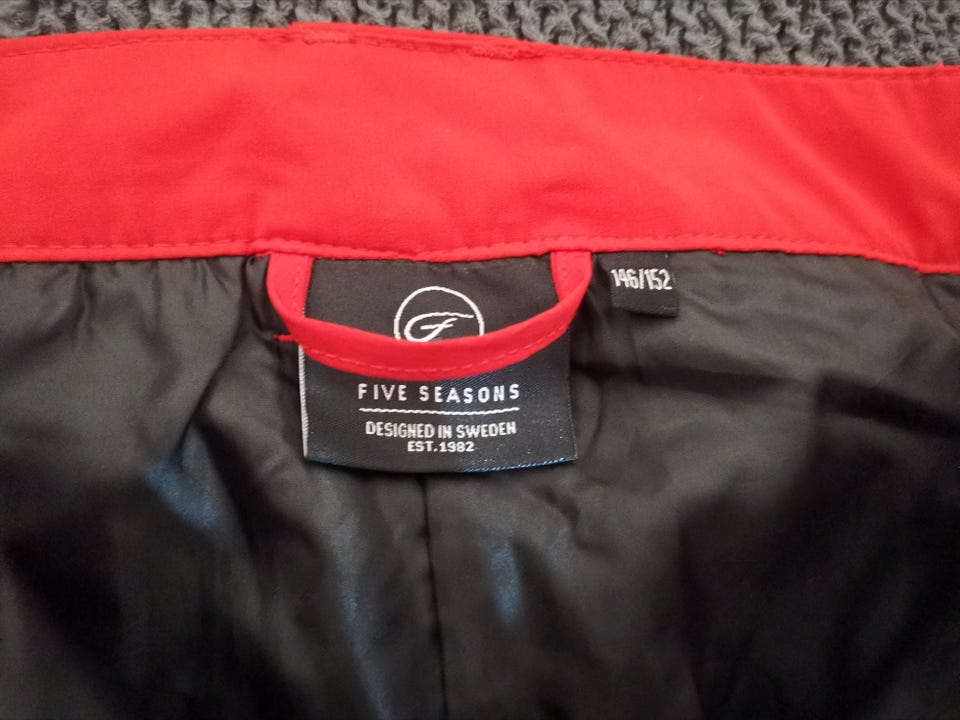 146/152
F
FIVE SEASONS
DESIGNED IN SWEDEN
EST.1982